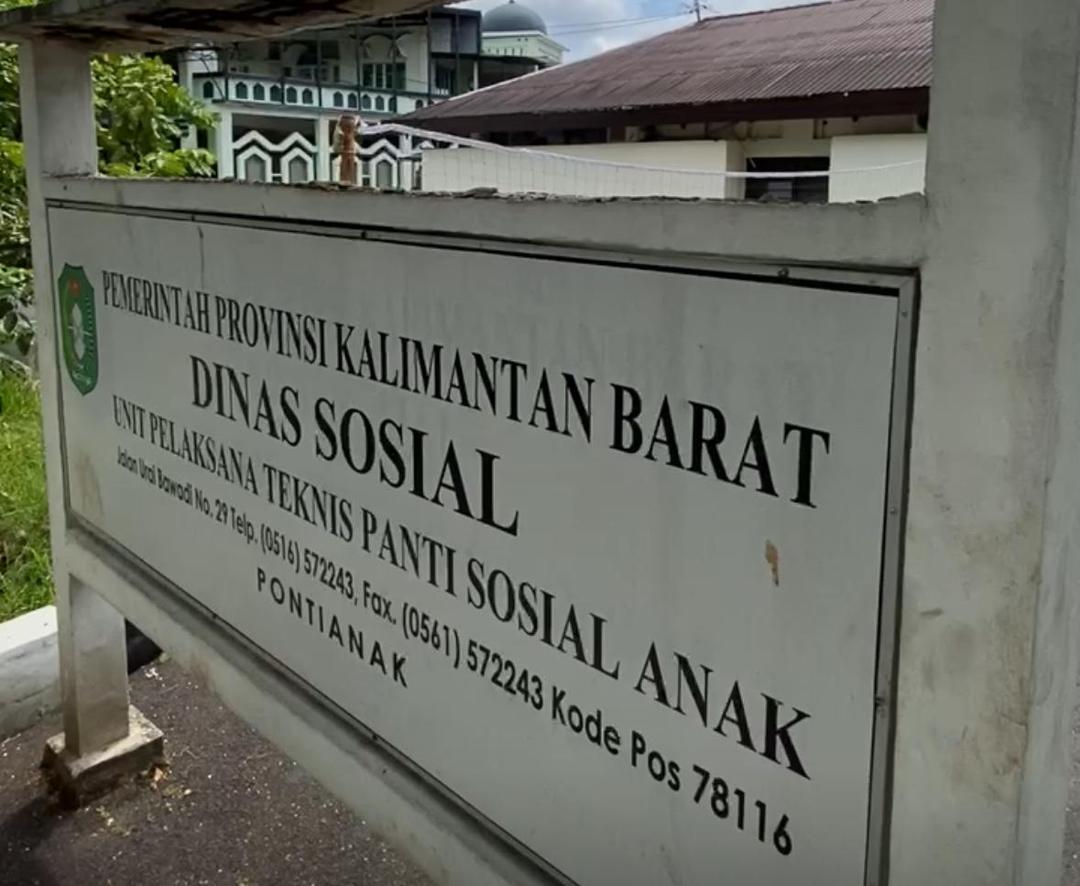 PEMERINTAH PROVINSI KALIMANTAN BARAT
DINAS SOSIAL
UNIT PELAKSANA TEKNIS PANTI SOSIAL ANAK
Jalan Urai Bawadi No. 29 Telp. (0516) 572243, Fax. (0561) 572243 Kode Pos 78116
PONTIANAK